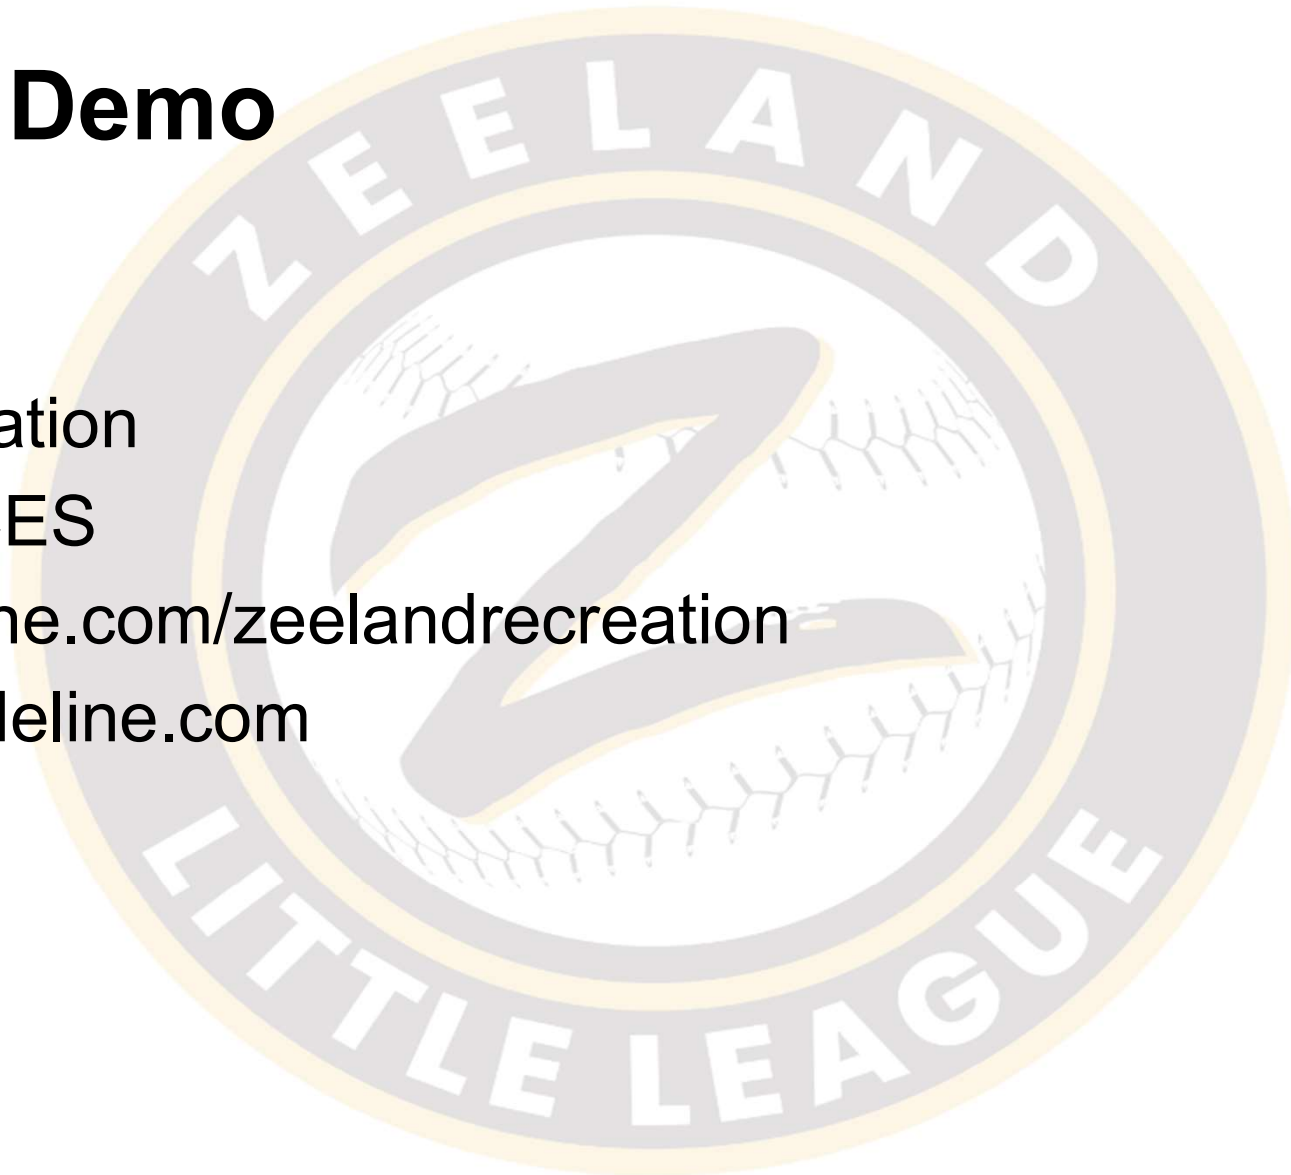 Demo
ZEELAND
ation
ES
ne.com/zeelandrecreation
leline.com
LITTLE LEAGUE